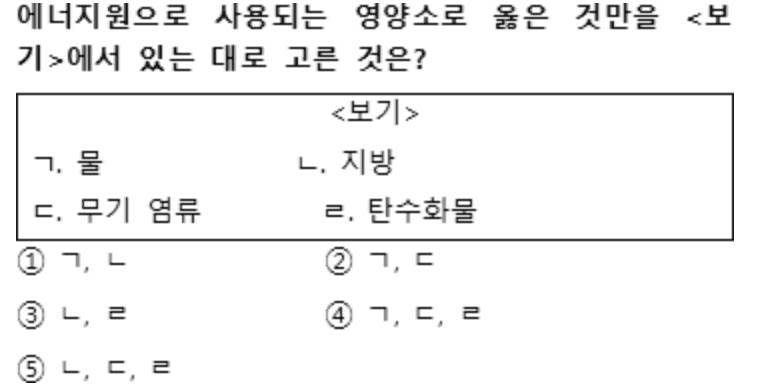 에너지원으로 사용되는 영양소로 옳은 것만을 <보
기>에서 있는 대로 고른 것은?
<보기>
ㄱ. 물 ㄴ. 지방
ㄷ. 무기 염류 ㄹ. 탄수화물
① ㄱ, ㄴ ② ㄱ, ㄷ
③ ㄴ, ㄹ ④ ㄱ, ㄷ, ㄹ
⑤ ㄴ, ㄷ, ㄹ